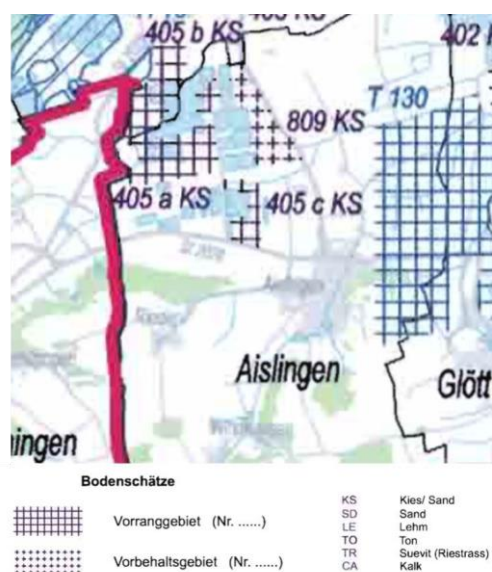 405 b KS
402
T 130
809 KS
405 a KS
405 c KS
Aislingen
Glött
ingen
Bodenschätze
Vorranggebiet (Nr. ......)
Vorbehaltsgebiet (Nr. ......)
KS Kies/ Sand
SD Sand
LE Lehm
TO Ton
TR Suevit (Riestrass)
CA Kalk